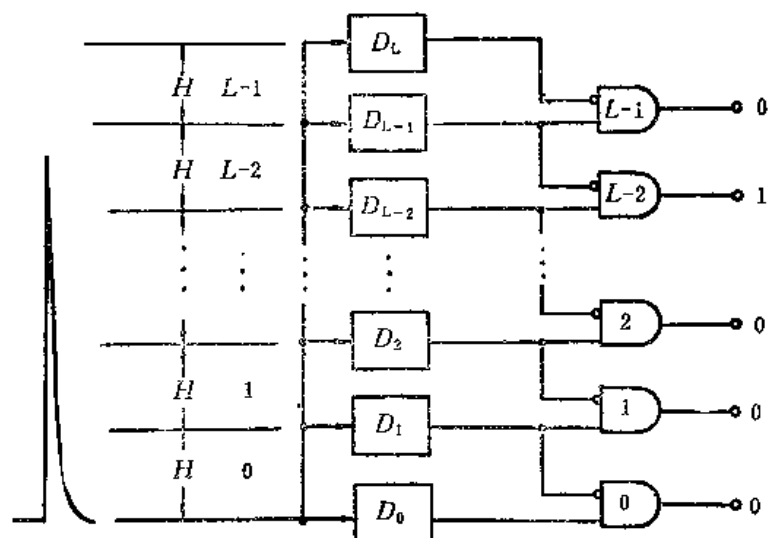 D_L
H L-1
L-1 0
D_{L-1}
H L-2
L-2 1
D_{L-2}
2 0
D_2
H 1
1 0
D_1
H 0
0 0
D_0